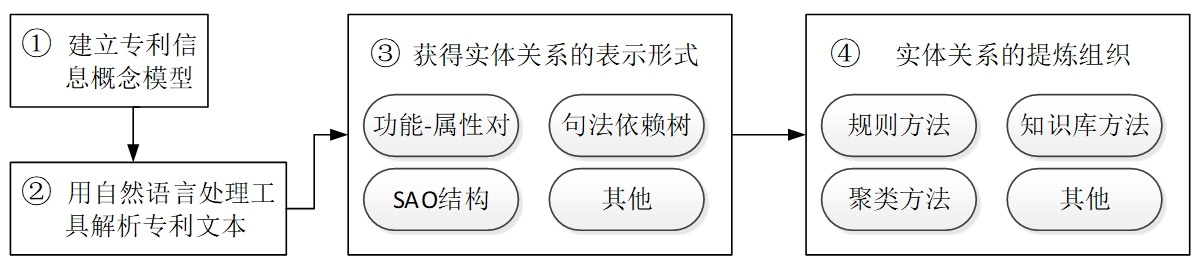 ① 建立专利信
息概念模型
② 用自然语言处理工
具解析专利文本
③ 获得实体关系的表示形式
功能-属性对
句法依赖树
SAO结构
其他
④ 实体关系的提炼组织
规则方法
知识库方法
聚类方法
其他